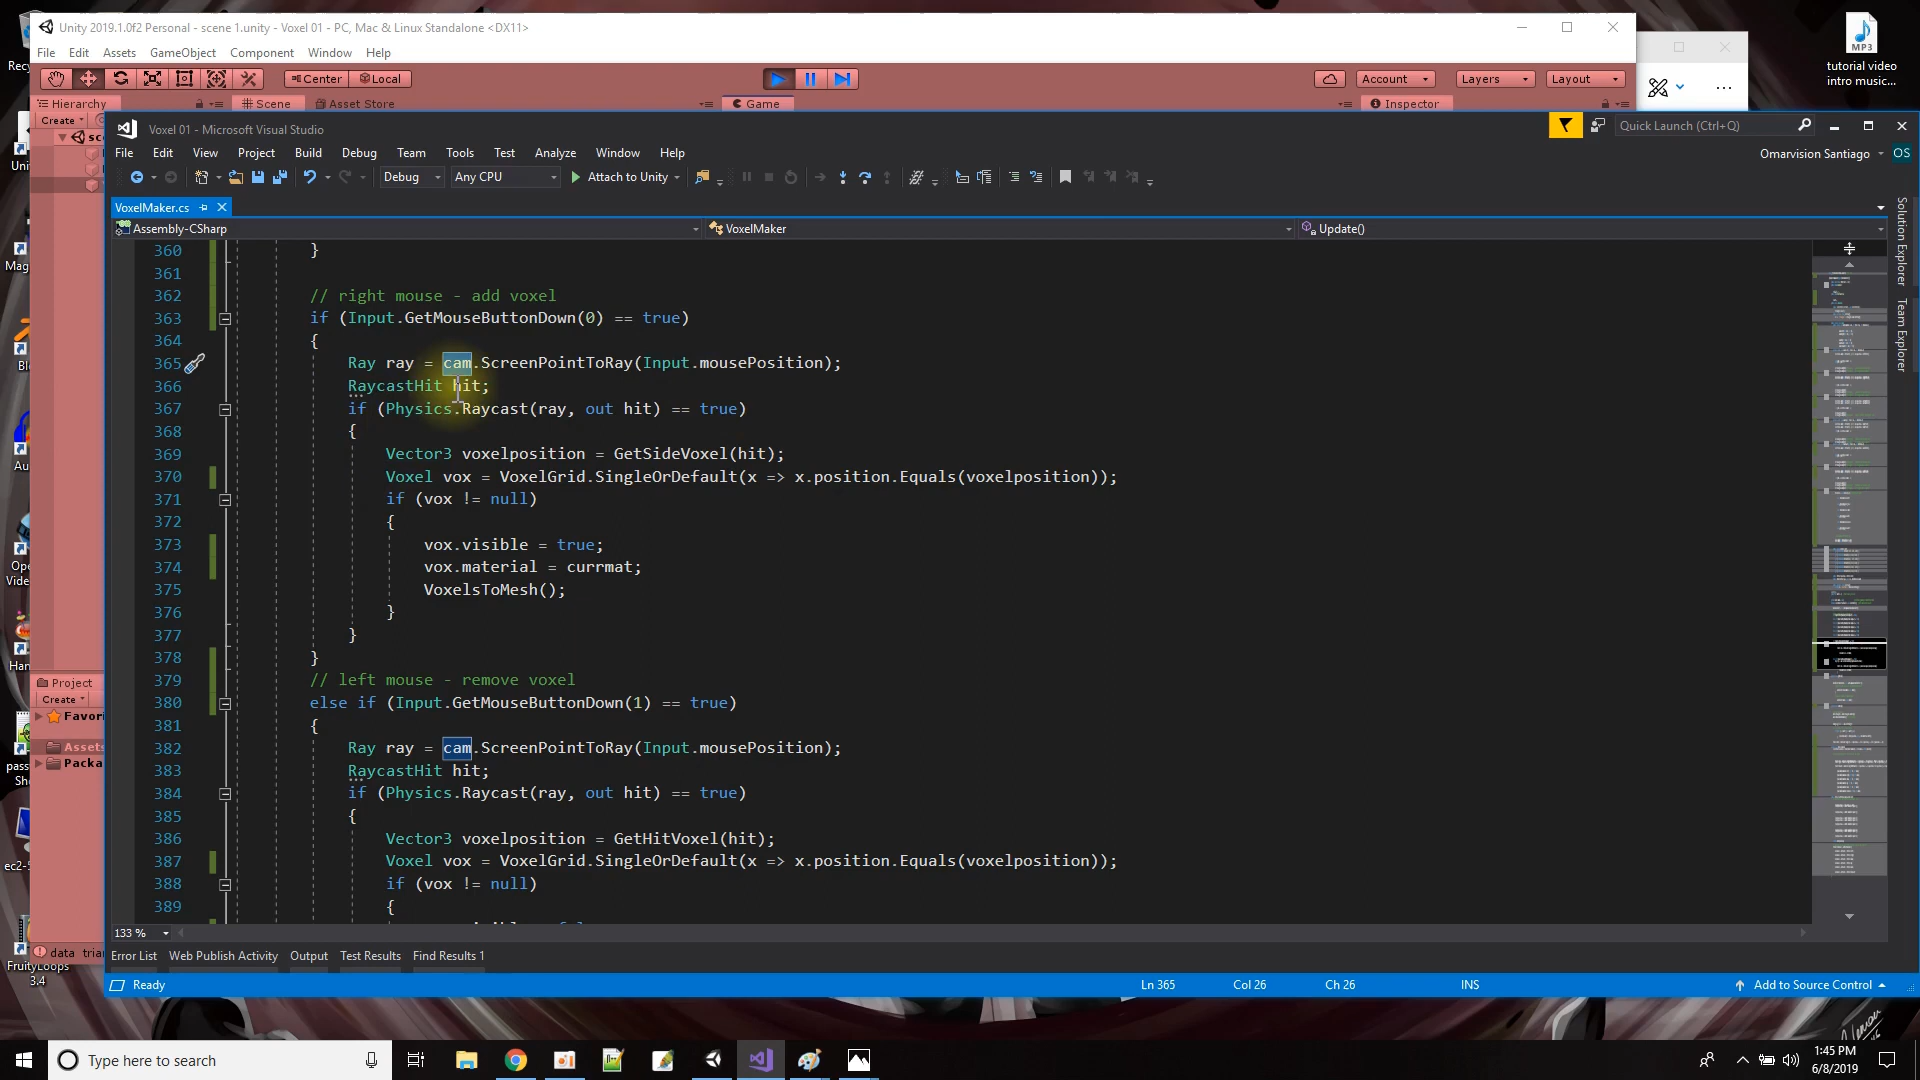 Unity 2019.1.0f2 Personal - scene 1.unity - Voxel 01 - PC, Mac & Linux Standalone <DX11>
File Edit Assets GameObject Component Window Help
Center Local Account Layers Layout
Hierarchy Scene Asset Store Game Inspector
Create
Voxel 01 - Microsoft Visual Studio
Quick Launch (Ctrl+Q)
File Edit View Project Build Debug Team Tools Test Analyze Window Help
Omarvision Santiago OS
Debug Any CPU Attach to Unity
VoxelMaker.cs
Assembly-CSharp VoxelMaker Update()
360 }
361
362 // right mouse - add voxel
363 if (Input.GetMouseButtonDown(0) == true)
364 {
365 Ray ray = cam.ScreenPointToRay(Input.mousePosition);
366 RaycastHit hit;
367 if (Physics.Raycast(ray, out hit) == true)
368 {
369 Vector3 voxelposition = GetSideVoxel(hit);
370 Voxel vox = VoxelGrid.SingleOrDefault(x => x.position.Equals(voxelposition));
371 if (vox != null)
372 {
373 vox.visible = true;
374 vox.material = currmat;
375 VoxelsToMesh();
376 }
377 }
378 }
379 // left mouse - remove voxel
380 else if (Input.GetMouseButtonDown(1) == true)
381 {
382 Ray ray = cam.ScreenPointToRay(Input.mousePosition);
383 RaycastHit hit;
384 if (Physics.Raycast(ray, out hit) == true)
385 {
386 Vector3 voxelposition = GetHitVoxel(hit);
387 Voxel vox = VoxelGrid.SingleOrDefault(x => x.position.Equals(voxelposition));
388 if (vox != null)
389 {
Solution Explorer
Team Explorer
133 %
Error List Web Publish Activity Output Test Results Find Results 1
Ready Ln 365 Col 26 Ch 26 INS Add to Source Control
Project
Create
Favori
Assets
Packa
data trian
FruityLoops
3.4
MP3
tutorial video
intro music...
Type here to search
1:45 PM
6/8/2019